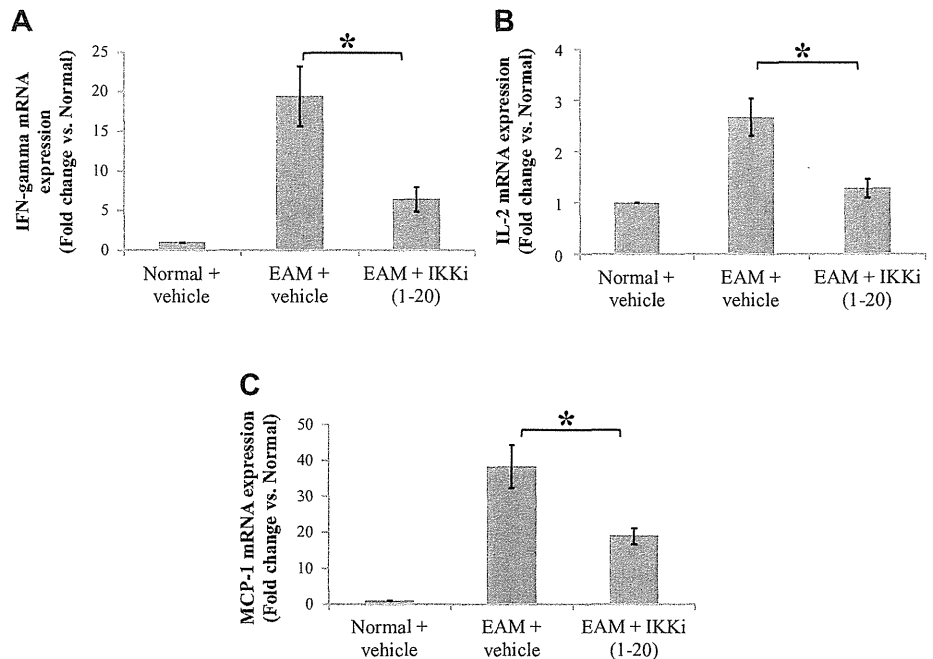 A
IFN-gamma mRNA
expression
(Fold change vs. Normal)
25
20
15
10
5
0
*
Normal +
vehicle
EAM +
vehicle
EAM + IKKi
(1-20)
B
IL-2 mRNA expression
(Fold change vs. Normal)
4
3
2
1
0
*
Normal +
vehicle
EAM +
vehicle
EAM + IKKi
(1-20)
C
MCP-1 mRNA expression
(Fold change vs. Normal)
50
40
30
20
10
0
*
Normal +
vehicle
EAM +
vehicle
EAM + IKKi
(1-20)